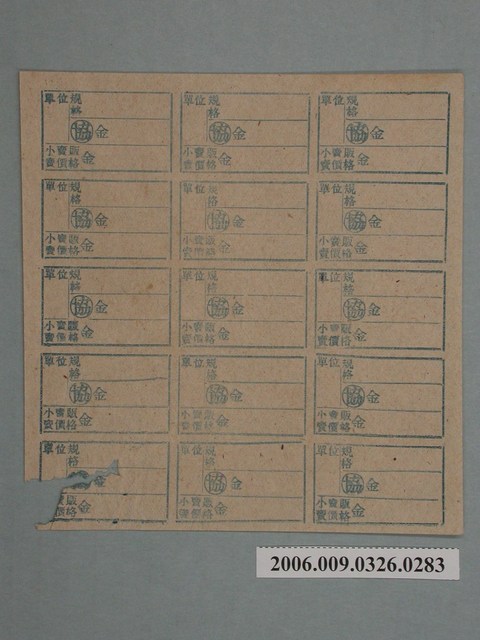 單位規
格
協 金
小賣販
賣價格 金
單位規
格
協 金
小賣販
賣價格 金
單位規
格
協 金
小賣販
賣價格 金
單位規
格
協 金
小賣販
賣價格 金
單位規
格
協 金
小賣販
賣價格 金
單位規
格
協 金
小賣販
賣價格 金
單位規
格
協 金
小賣販
賣價格 金
單位規
格
協 金
小賣販
賣價格 金
單位規
格
協 金
小賣販
賣價格 金
單位規
格
協 金
小賣販
賣價格 金
單位規
格
協 金
小賣販
賣價格 金
單位規
格
協 金
小賣販
賣價格 金
單位規
格
販
價格 金
單位規
格
協 金
小賣販
賣價格 金
單位規
格
協 金
小賣販
賣價格 金
2006.009.0326.0283